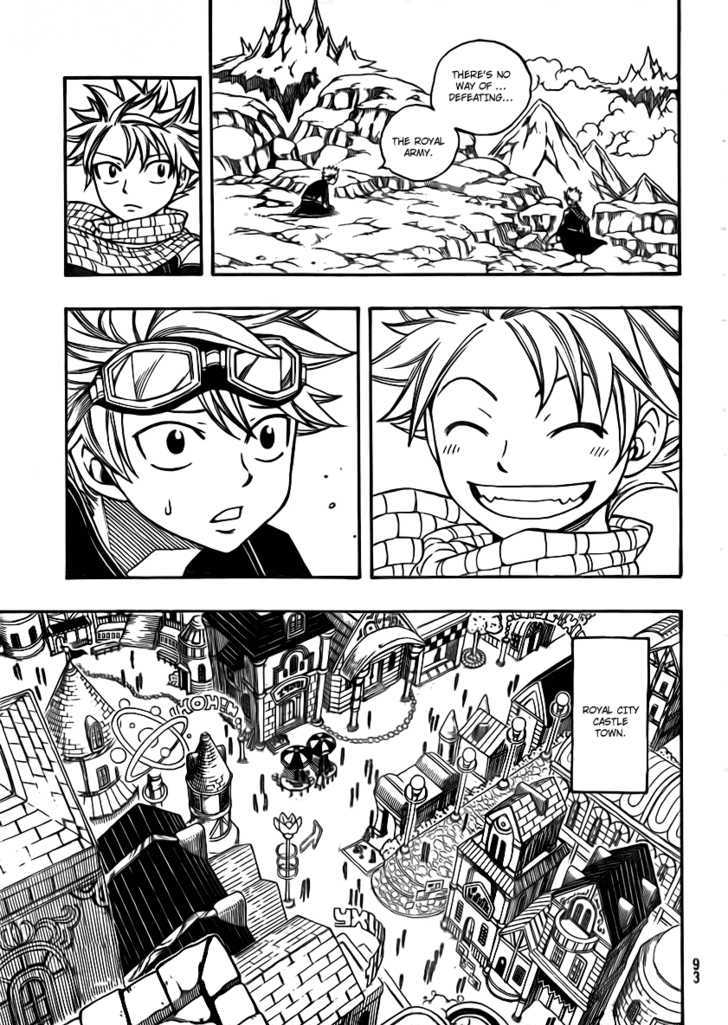 THERE'S NO
WAY OF ...
DEFEATING...
THE ROYAL
ARMY.
ROYAL CITY
CASTLE
TOWN.
93